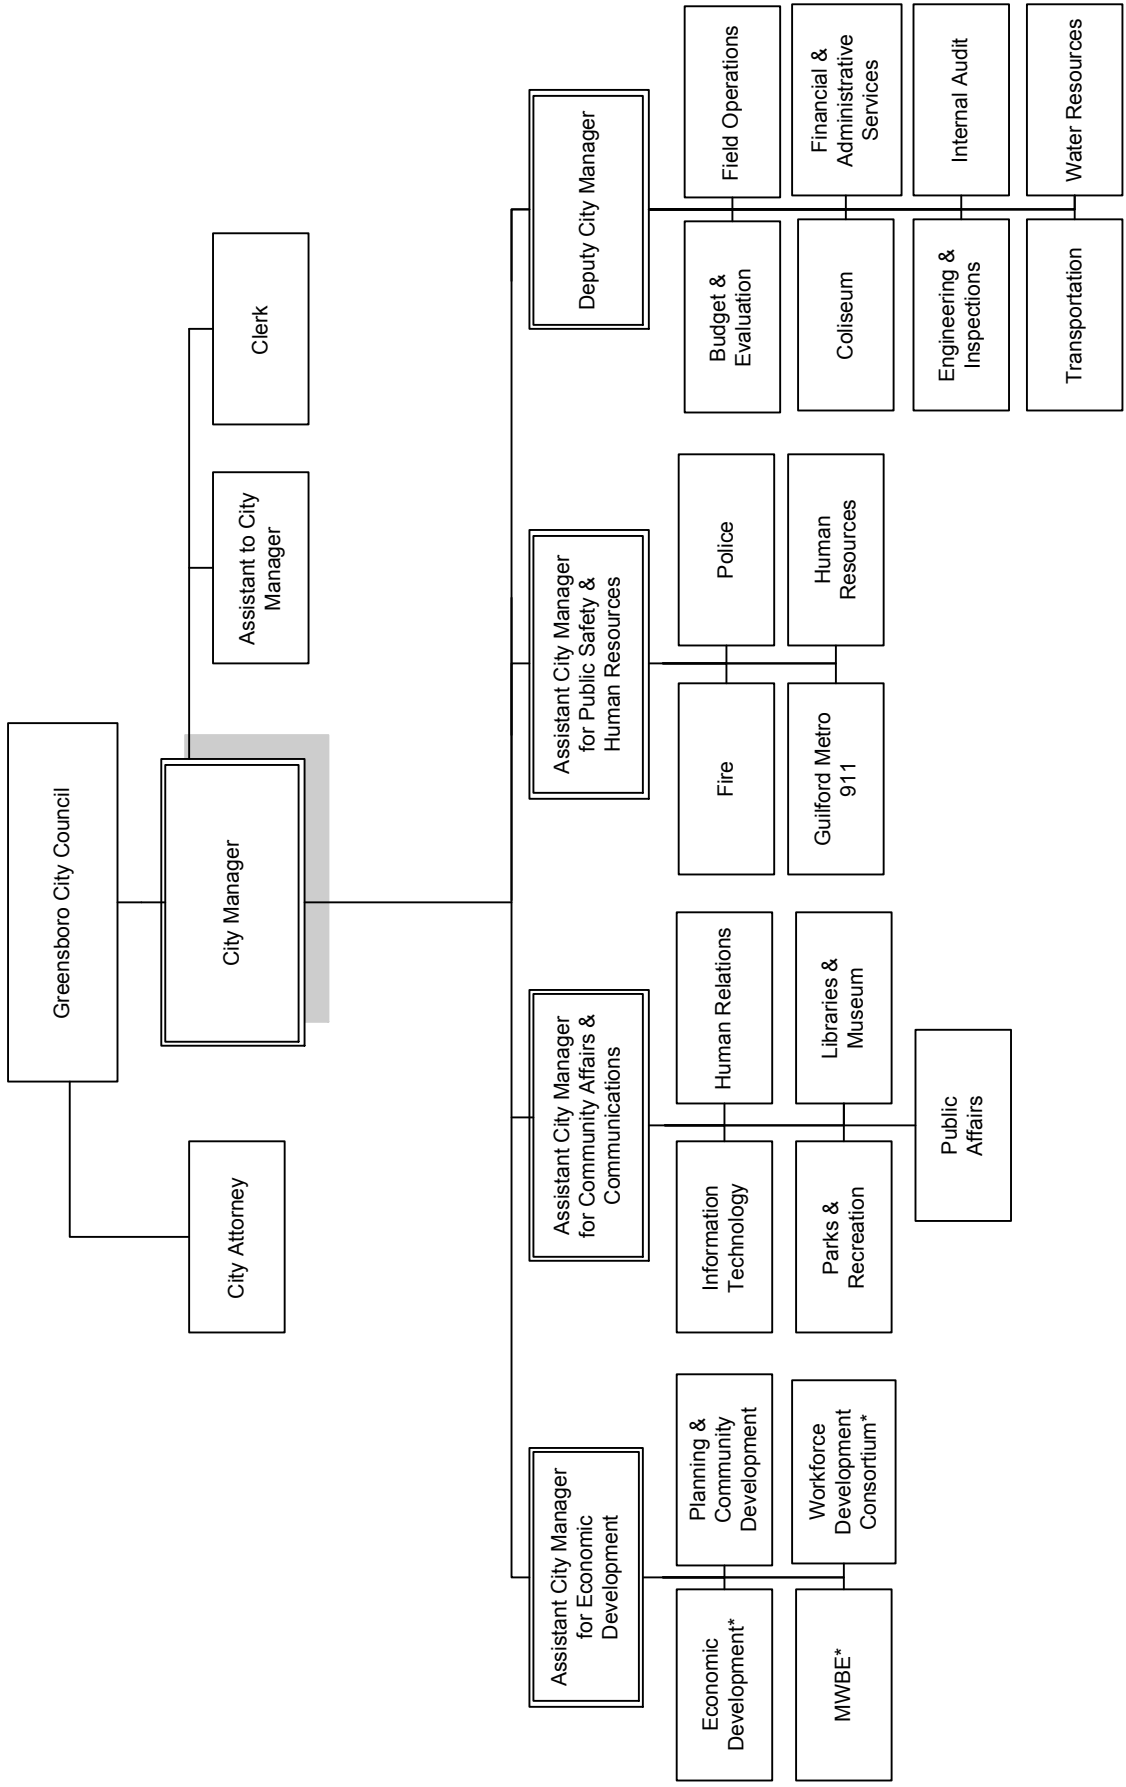 Greensboro City Council
City Attorney
City Manager
Assistant to City
Manager
Clerk
Assistant City Manager
for Economic
Development
Economic
Development*
Planning &
Community
Development
MWBE*
Workforce
Development
Consortium*
Assistant City Manager
for Community Affairs &
Communications
Information
Technology
Human Relations
Parks &
Recreation
Libraries &
Museum
Public
Affairs
Assistant City Manager
for Public Safety &
Human Resources
Fire
Police
Guilford Metro
911
Human
Resources
Deputy City Manager
Budget &
Evaluation
Field Operations
Coliseum
Financial &
Administrative
Services
Engineering &
Inspections
Internal Audit
Transportation
Water Resources